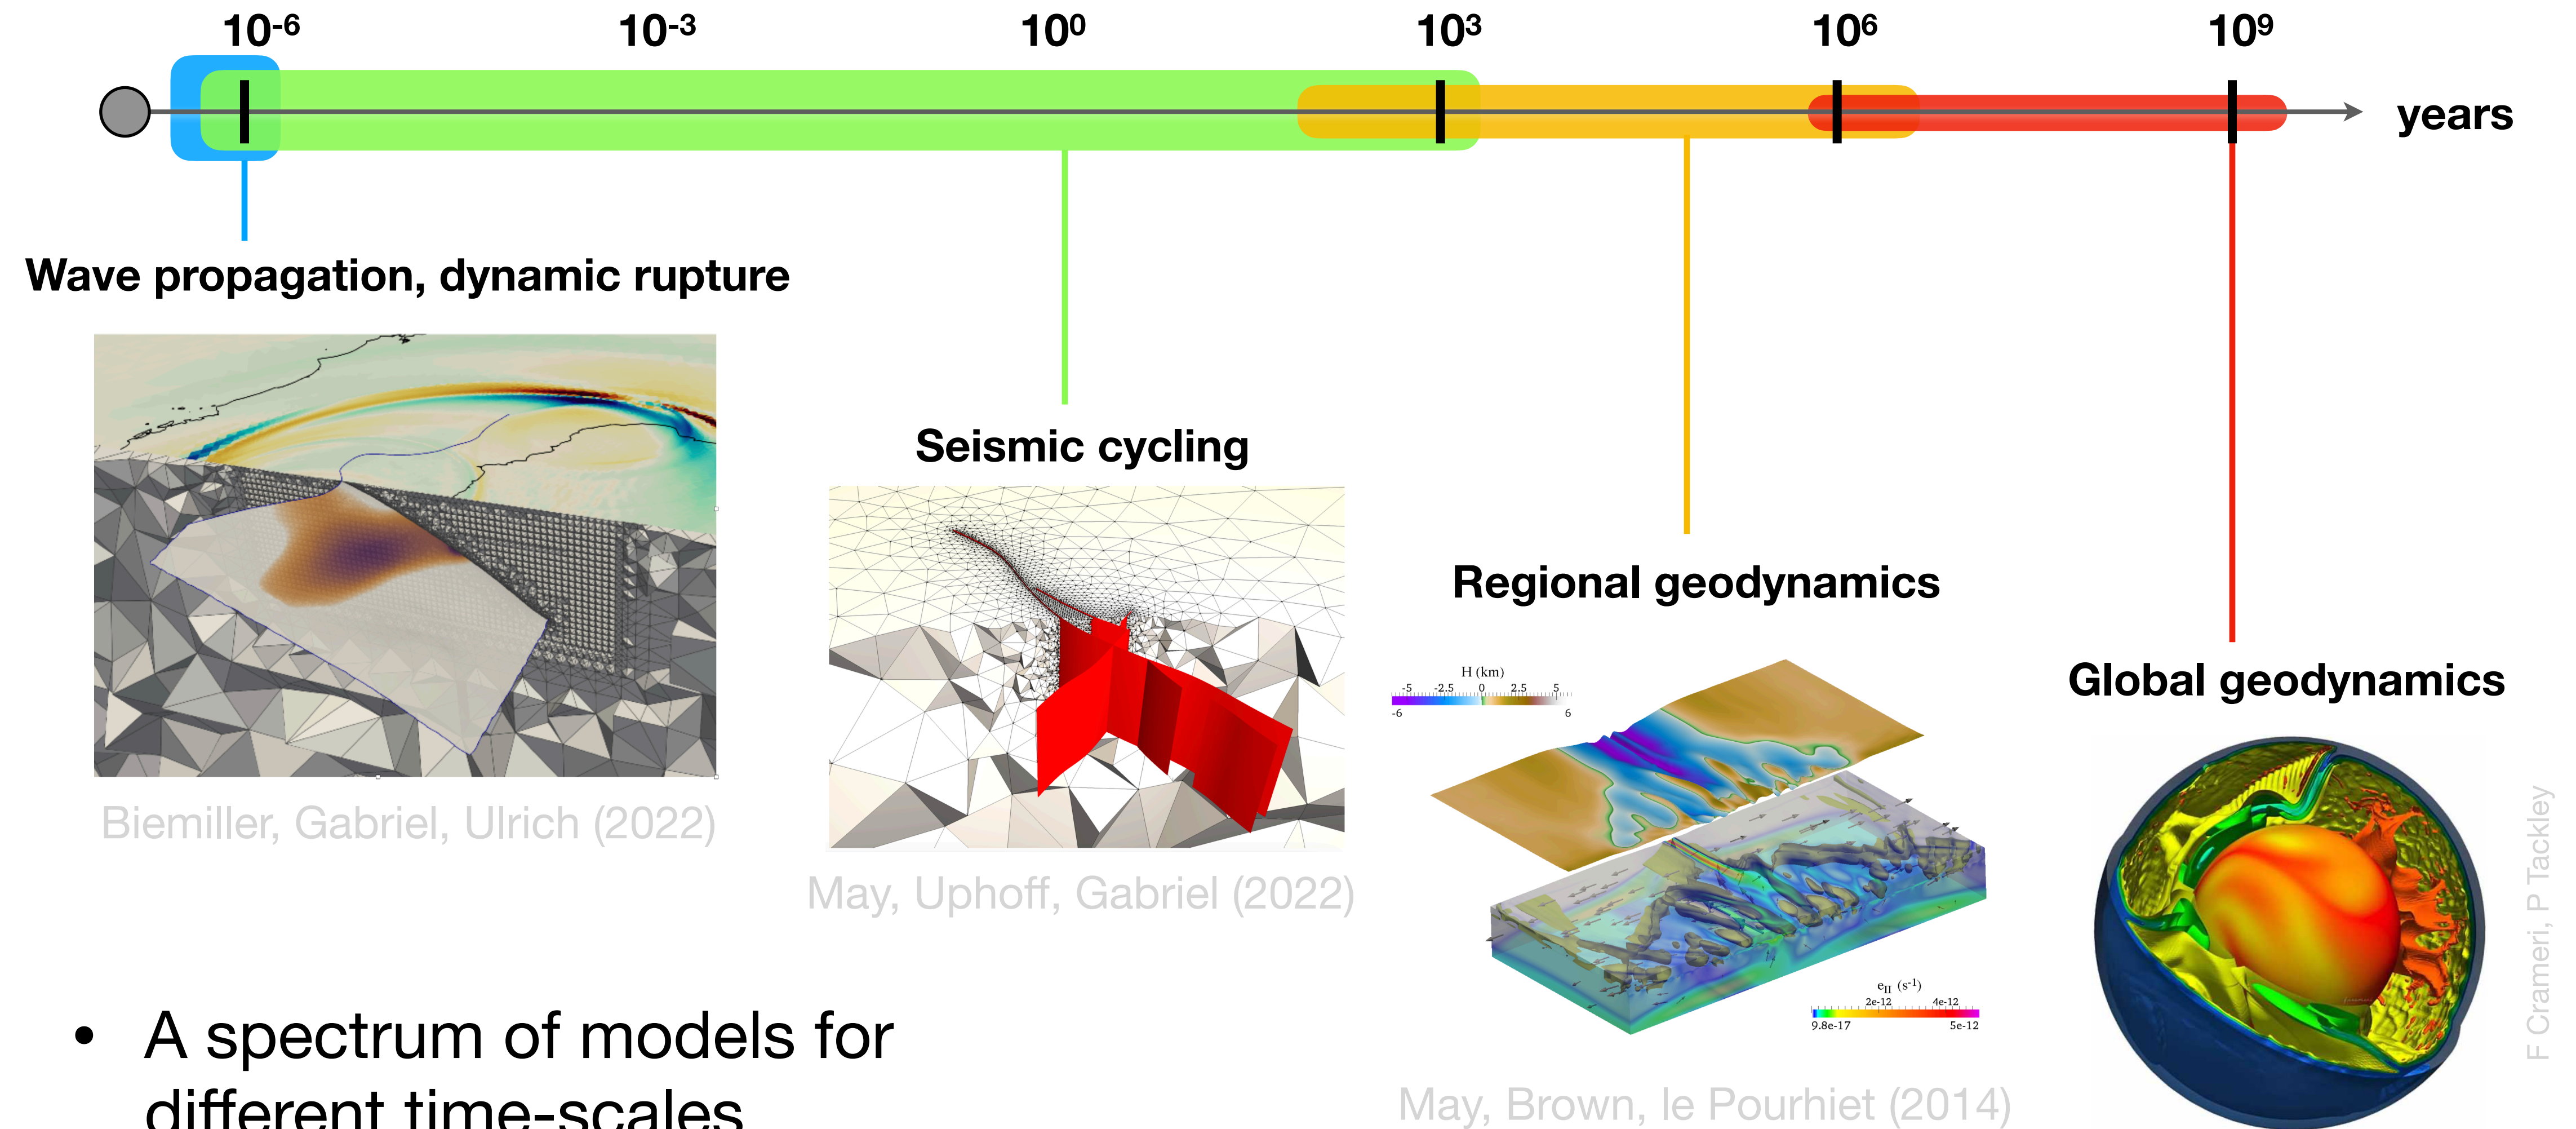 10⁻⁶ 10⁻³ 10⁰ 10³ 10⁶ 10⁹
years
Wave propagation, dynamic rupture
Biemiller, Gabriel, Ulrich (2022)
Seismic cycling
May, Uphoff, Gabriel (2022)
Regional geodynamics
H (km)
-5 -2.5 0 2.5 5
-6 6
e_II (s⁻¹)
2e-12 4e-12
9.8e-17 5e-12
May, Brown, le Pourhiet (2014)
Global geodynamics
F Crameri, P Tackley
• A spectrum of models for
different time-scales